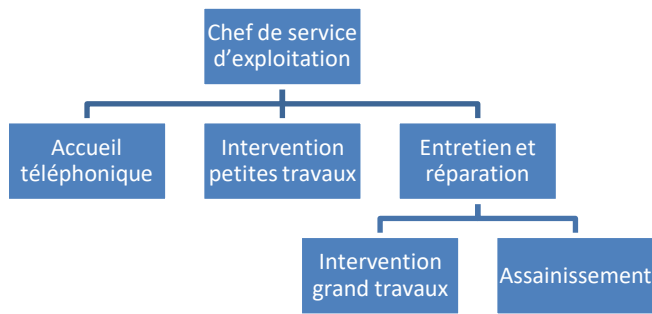 Chef de service
d’exploitation
Accueil
téléphonique
Intervention
petites travaux
Entretien et
réparation
Intervention
grand travaux
Assainissement